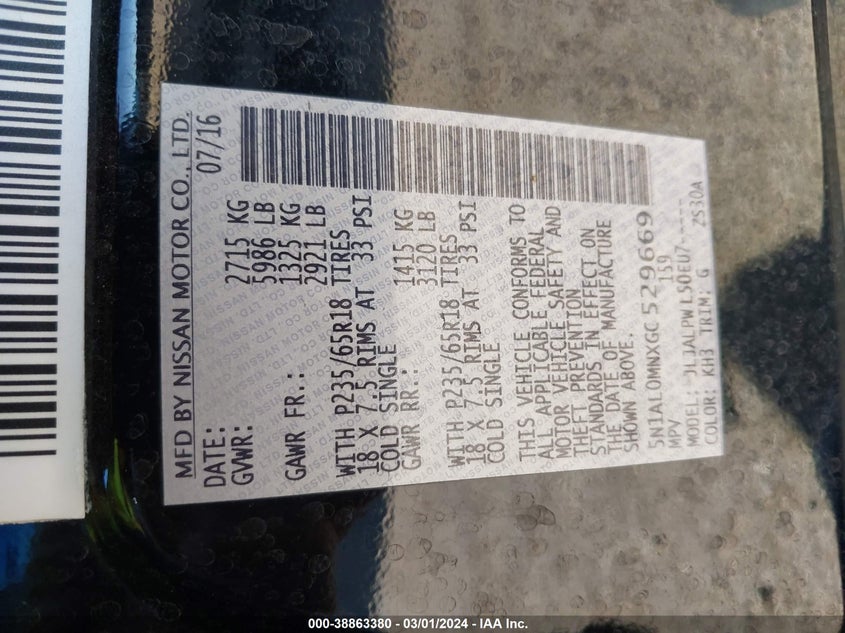 MFD BY NISSAN MOTOR CO., LTD.
DATE: 07/16
GVWR: 2715 KG
5986 LB
GAWR FR.: 1325 KG
2921 LB
WITH P235/65R18 TIRES
18 X 7.5 RIMS AT 33 PSI
COLD SINGLE
GAWR RR.: 1415 KG
3120 LB
WITH P235/65R18 TIRES
18 X 7.5 RIMS AT 33 PSI
COLD SINGLE
THIS VEHICLE CONFORMS TO
ALL APPLICABLE FEDERAL
MOTOR VEHICLE SAFETY AND
THEFT PREVENTION
STANDARDS IN EFFECT ON
THE DATE OF MANUFACTURE
SHOWN ABOVE.
5N1AL0MNXGC529669
MPV 159
MODEL: JLJALPWL50EU7-----
COLOR: KH3 TRIM: G 2S30A
000-38863380 — 03/01/2024 — IAA Inc.